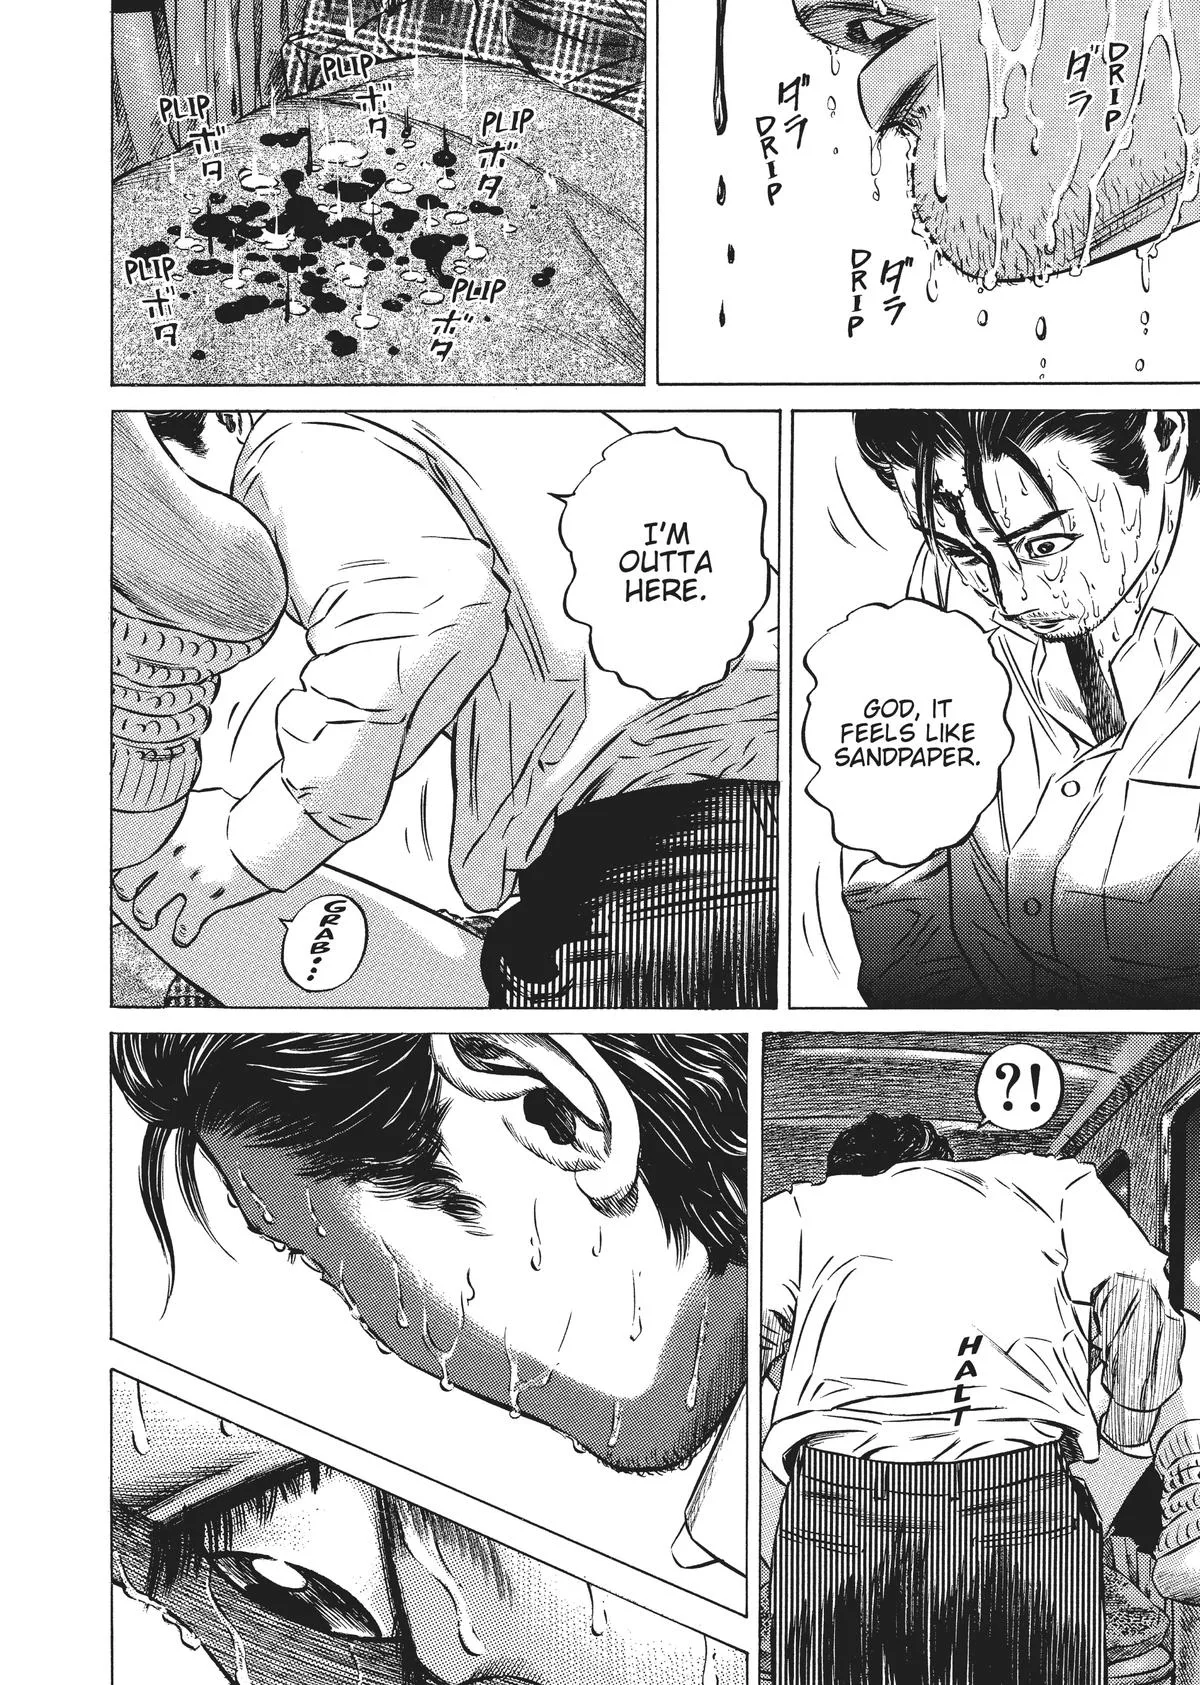 DRIP
ダラ
ダラ
DRIP
ダラ
DRIP
PLIP
ボタ
PLIP
ボタ
PLIP
ボタ
PLIP
ボタ
PLIP
ボタ
GOD, IT
FEELS LIKE
SANDPAPER.
I'M
OUTTA
HERE.
GRAB...
?!
HALT